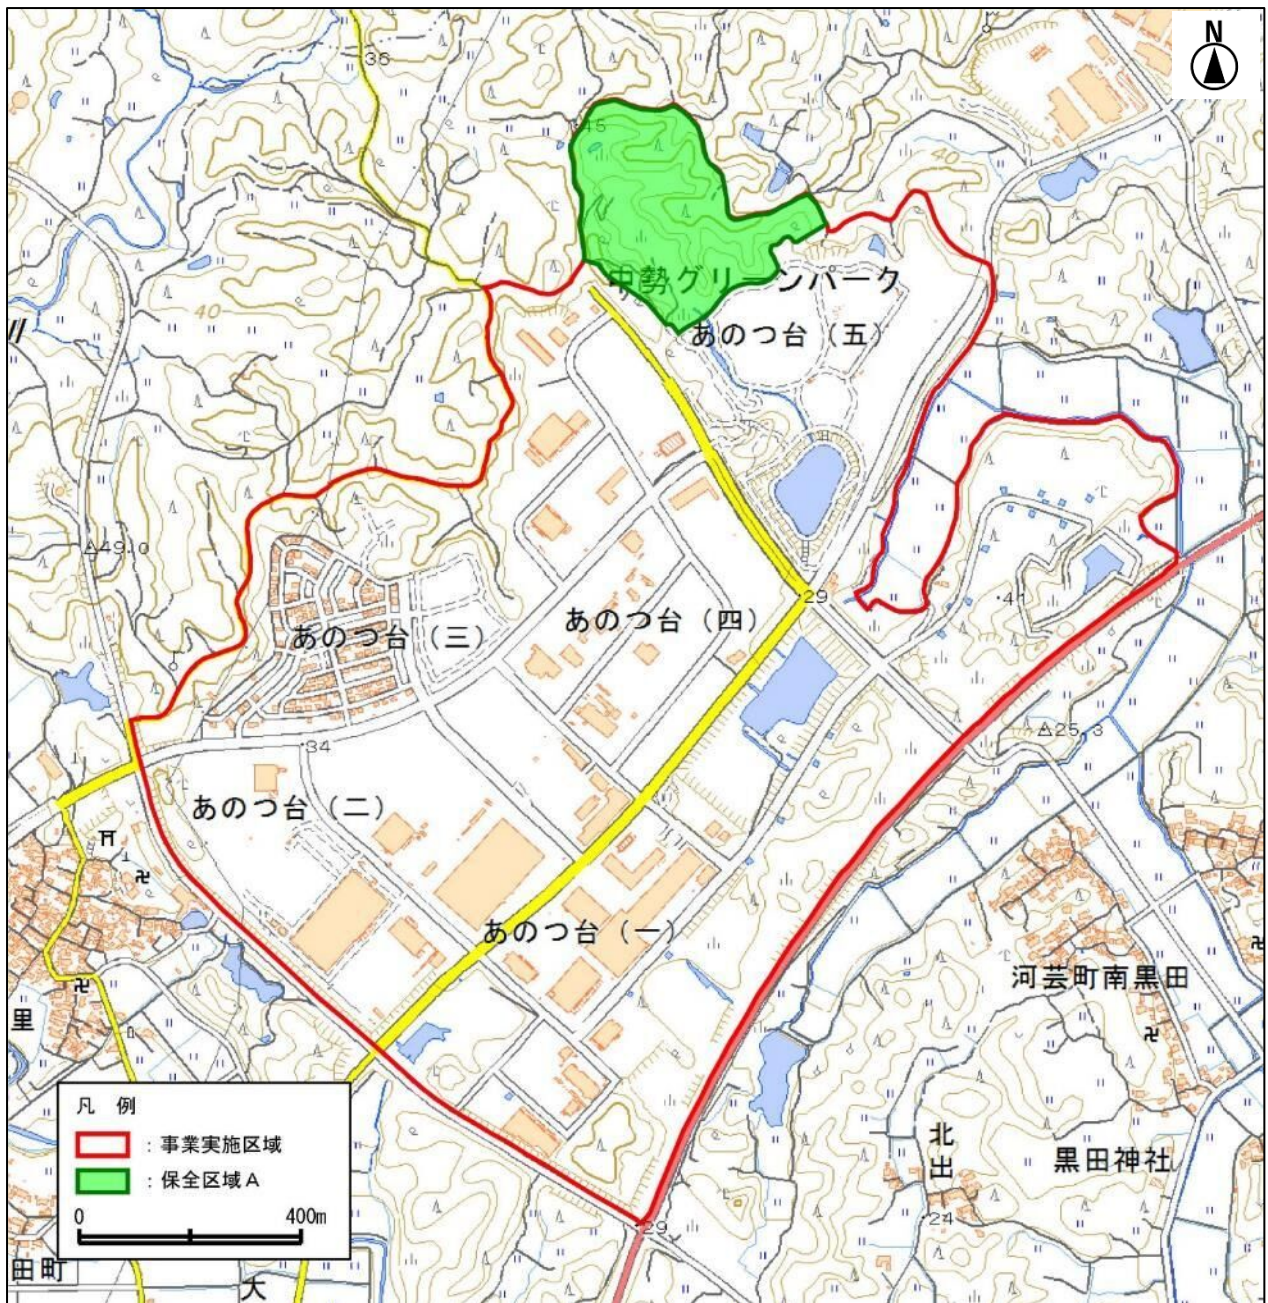 N
36
45
40
中勢グリーンパーク
あのつ台（五）
40
49.0
29
41
あのつ台（四）
あのつ台（三）
25.3
34
あのつ台（二）
あのつ台（一）
河芸町南黒田
里
凡 例
：事業実施区域
：保全区域A
0 400m
北出
黒田神社
24
29
田町
大